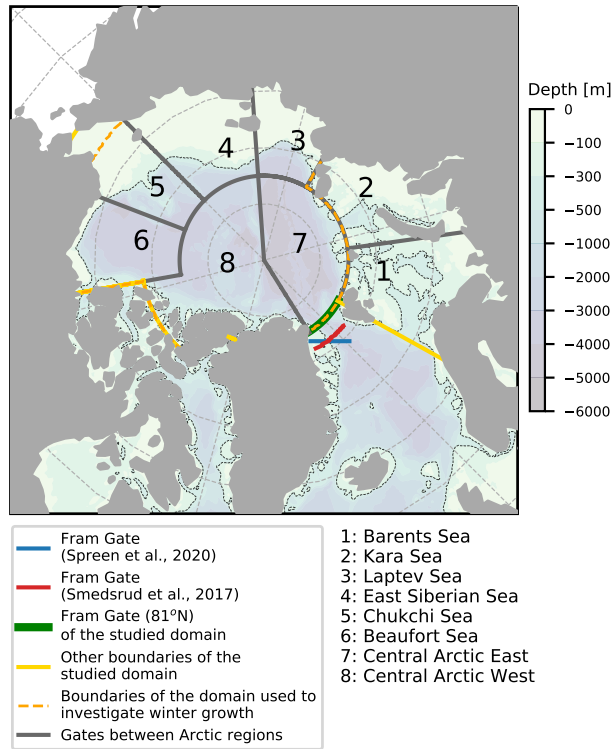 Depth [m]
0
−100
−300
−500
−1000
−2000
−3000
−4000
−5000
−6000
3
4
2
5
6
7
8
1
Fram Gate
(Spreen et al., 2020)
Fram Gate
(Smedsrud et al., 2017)
Fram Gate (81°N)
of the studied domain
Other boundaries of the
studied domain
Boundaries of the domain used to
investigate winter growth
Gates between Arctic regions
1: Barents Sea
2: Kara Sea
3: Laptev Sea
4: East Siberian Sea
5: Chukchi Sea
6: Beaufort Sea
7: Central Arctic East
8: Central Arctic West